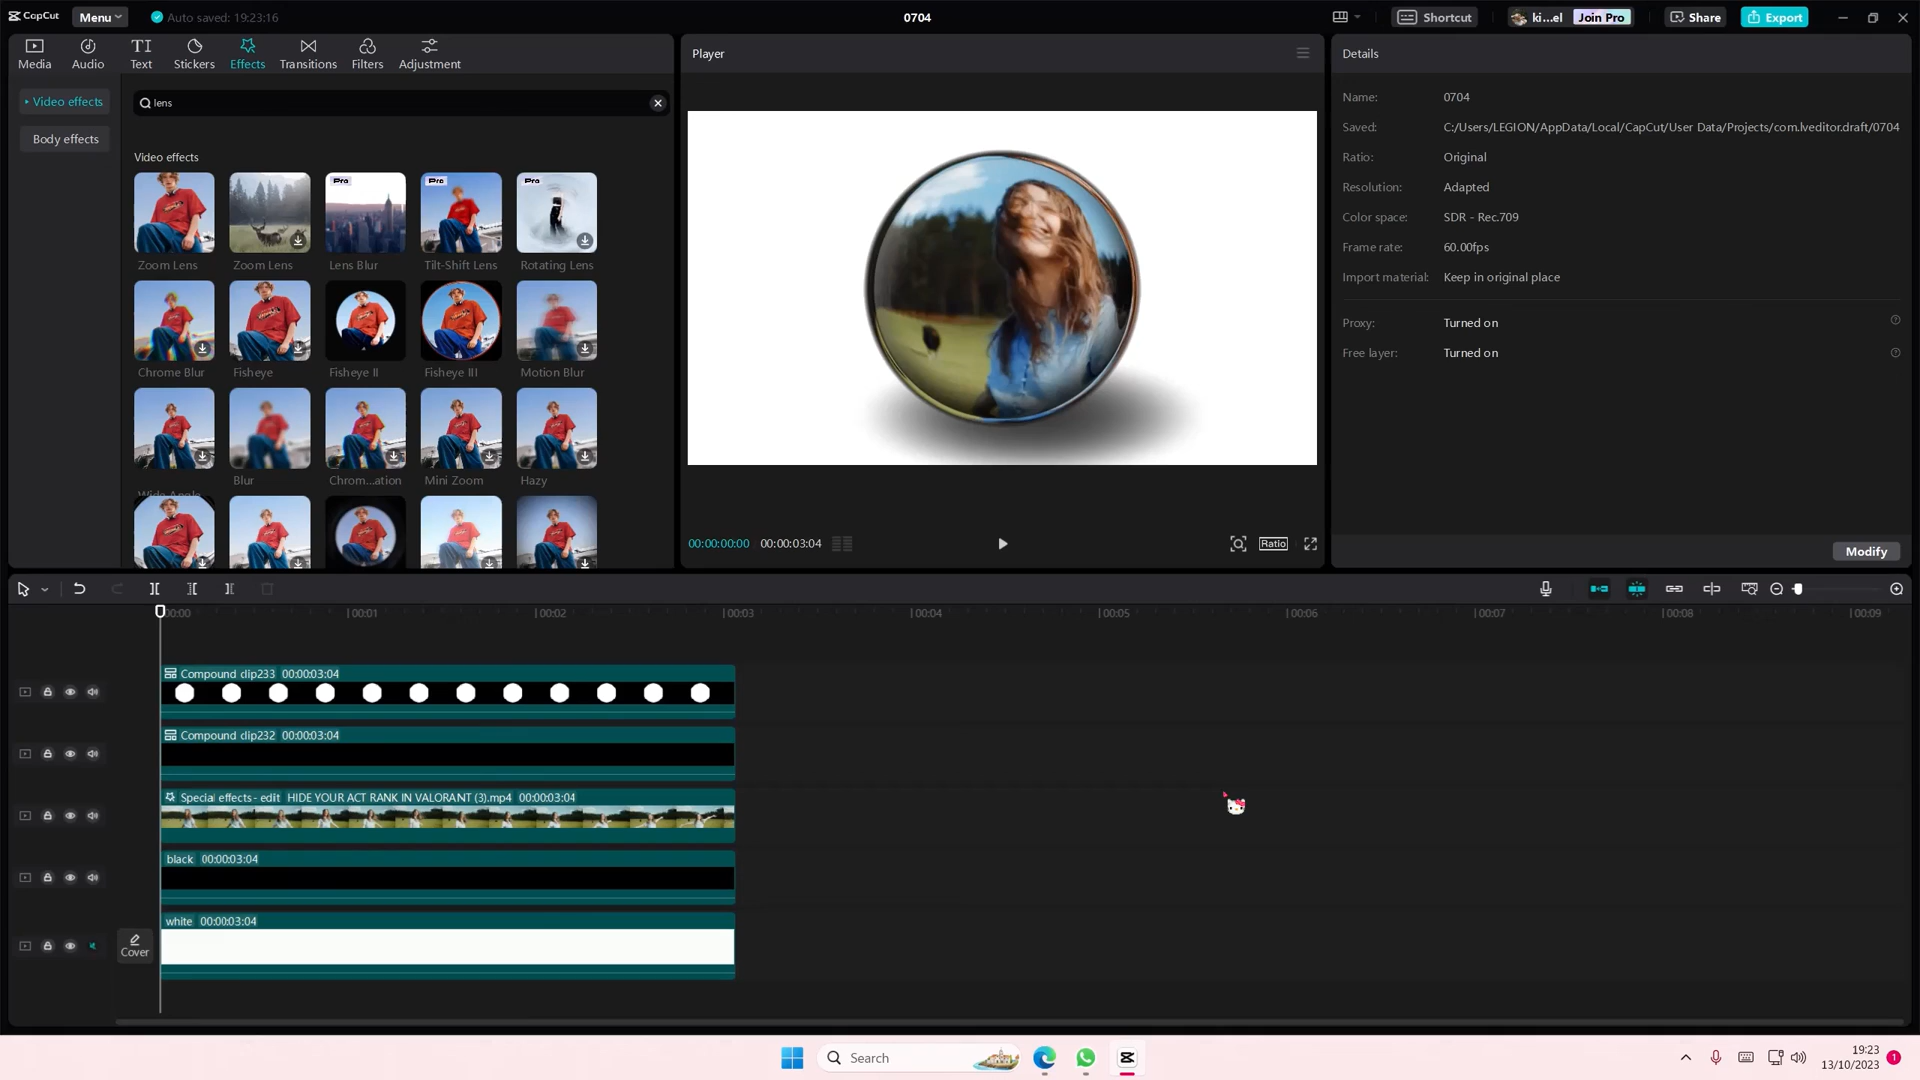 CapCut Menu Auto saved: 19:23:16 0704 Shortcut ki...el Join Pro Share Export
Media Audio Text Stickers Effects Transitions Filters Adjustment
Video effects
Body effects
lens
Video effects
Pro Pro Pro
Zoom Lens Zoom Lens Lens Blur Tilt-Shift Lens Rotating Lens
Chrome Blur Fisheye Fisheye II Fisheye III Motion Blur
Wide Angle Blur Chrom...ation Mini Zoom Hazy
Player
00:00:00:00 00:00:03:04 Ratio
Details
Name: 0704
Saved: C:/Users/LEGION/AppData/Local/CapCut/User Data/Projects/com.lveditor.draft/0704
Ratio: Original
Resolution: Adapted
Color space: SDR - Rec.709
Frame rate: 60.00fps
Import material: Keep in original place
Proxy: Turned on
Free layer: Turned on
Modify
00:00 00:01 00:02 00:03 00:04 00:05 00:06 00:07 00:08 00:09
Compound clip233 00:00:03:04
Compound clip232 00:00:03:04
Special effects - edit HIDE YOUR ACT RANK IN VALORANT (3).mp4 00:00:03:04
black 00:00:03:04
white 00:00:03:04
Cover
Search
19:23
13/10/2023
1